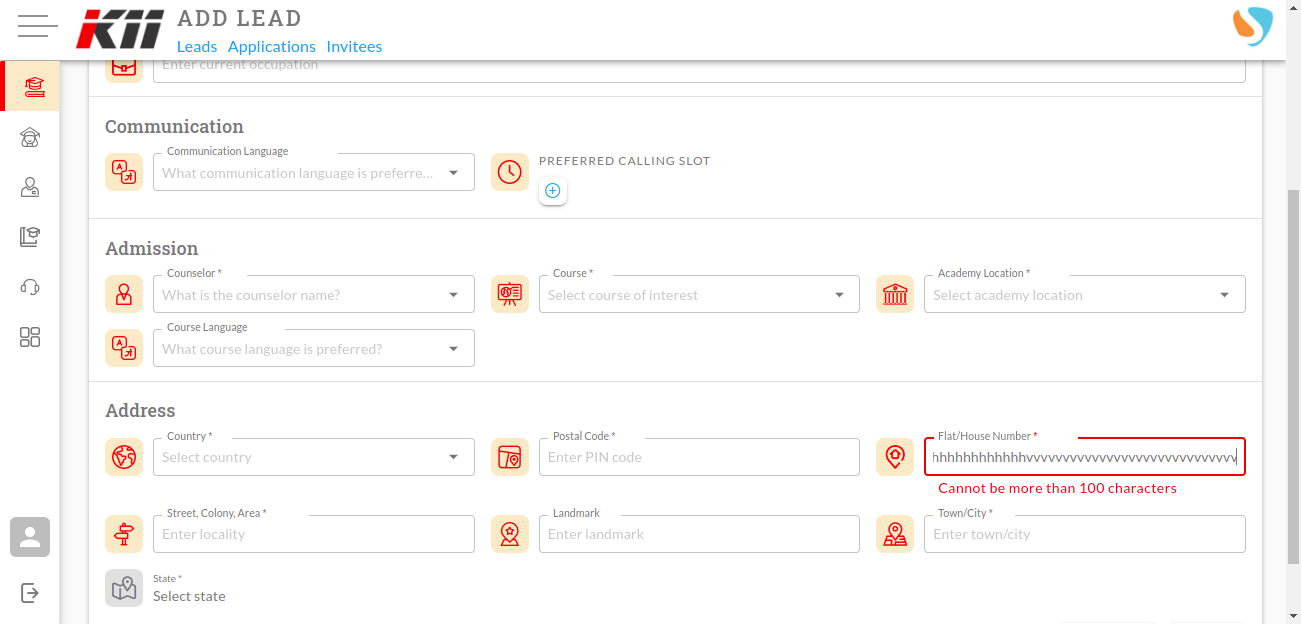 KTI
ADD LEAD
Leads Applications Invitees
Enter current occupation
Communication
Communication Language
What communication language is preferre...
PREFERRED CALLING SLOT
Admission
Counselor *
What is the counselor name?
Course *
Select course of interest
Academy Location *
Select academy location
Course Language
What course language is preferred?
Address
Country *
Select country
Postal Code *
Enter PIN code
Flat/House Number *
hhhhhhhhhhhhvvvvvvvvvvvvvvvvvvvvvvvvvvvvv
Cannot be more than 100 characters
Street, Colony, Area *
Enter locality
Landmark
Enter landmark
Town/City *
Enter town/city
State *
Select state